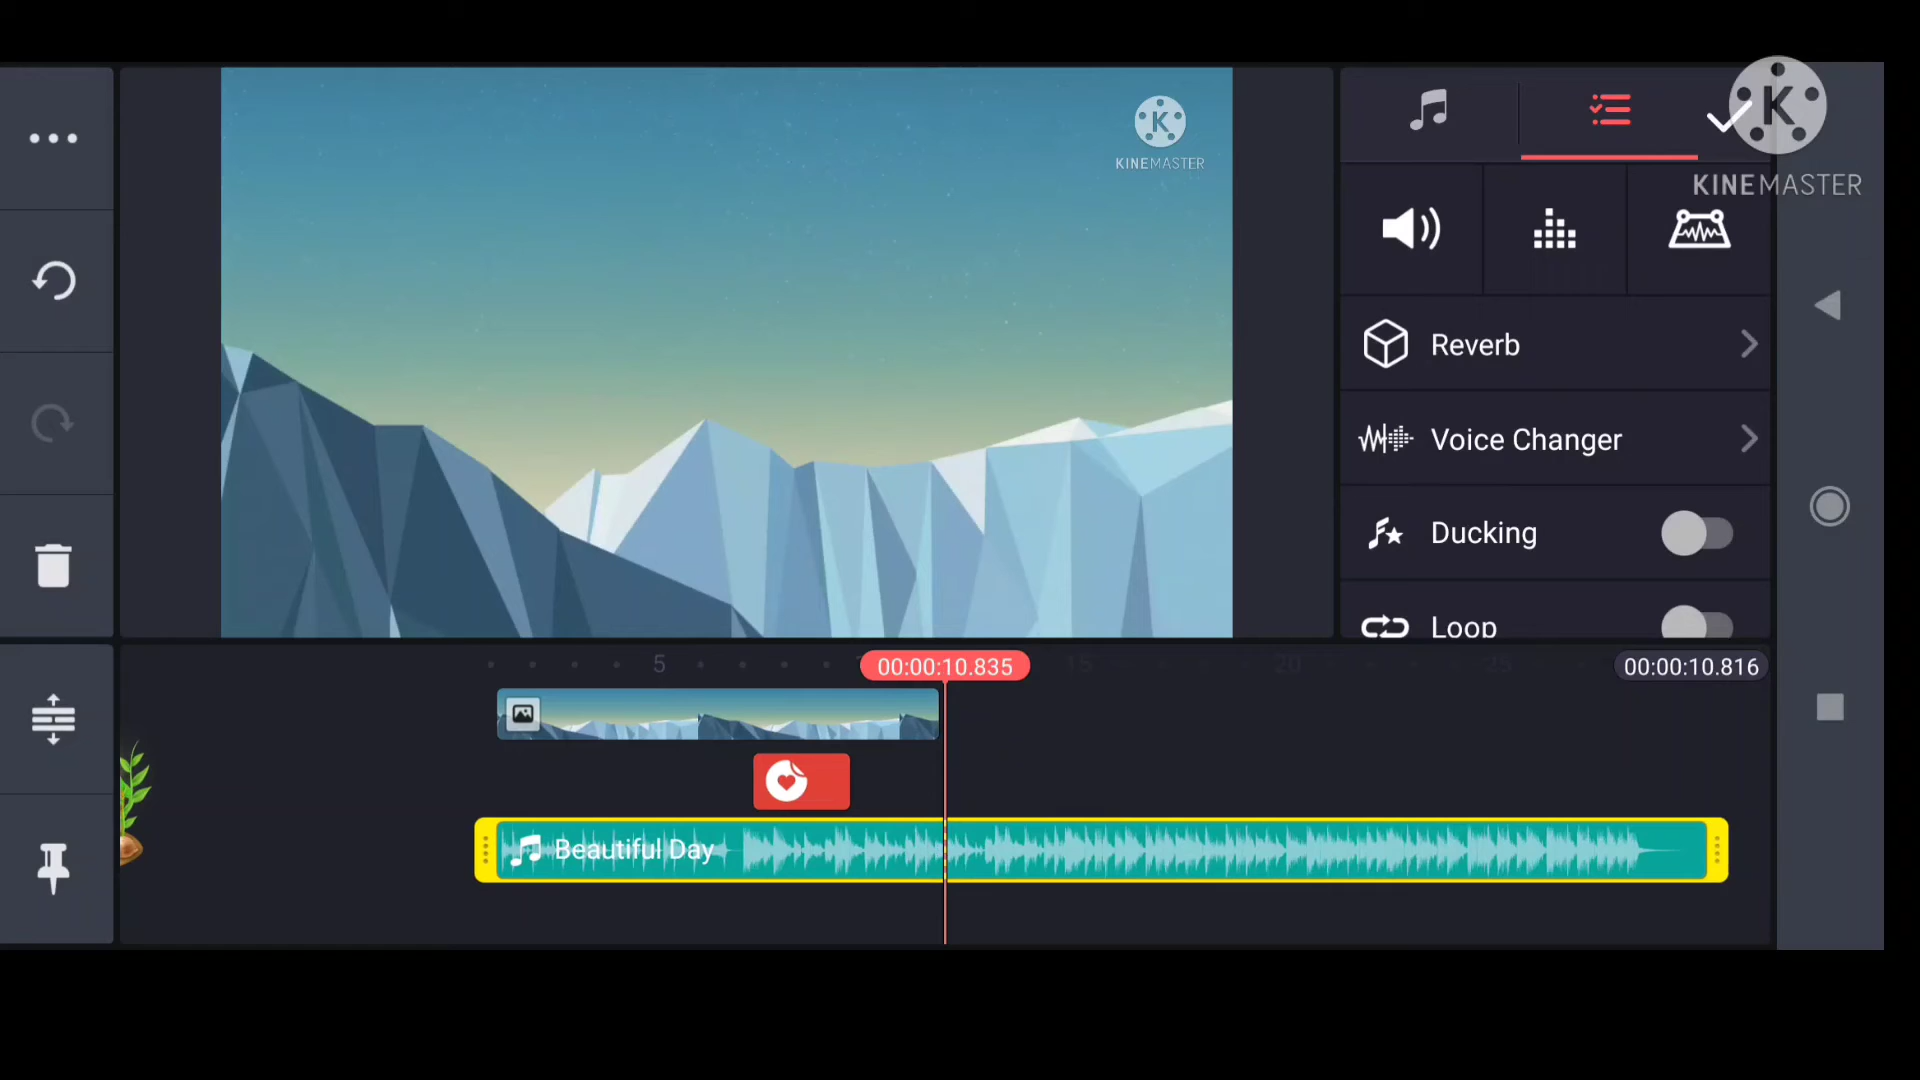 K
KINEMASTER
K
KINEMASTER
Reverb
Voice Changer
Ducking
Loop
5
00:00:10.835
15
20
25
00:00:10.816
Beautiful Day